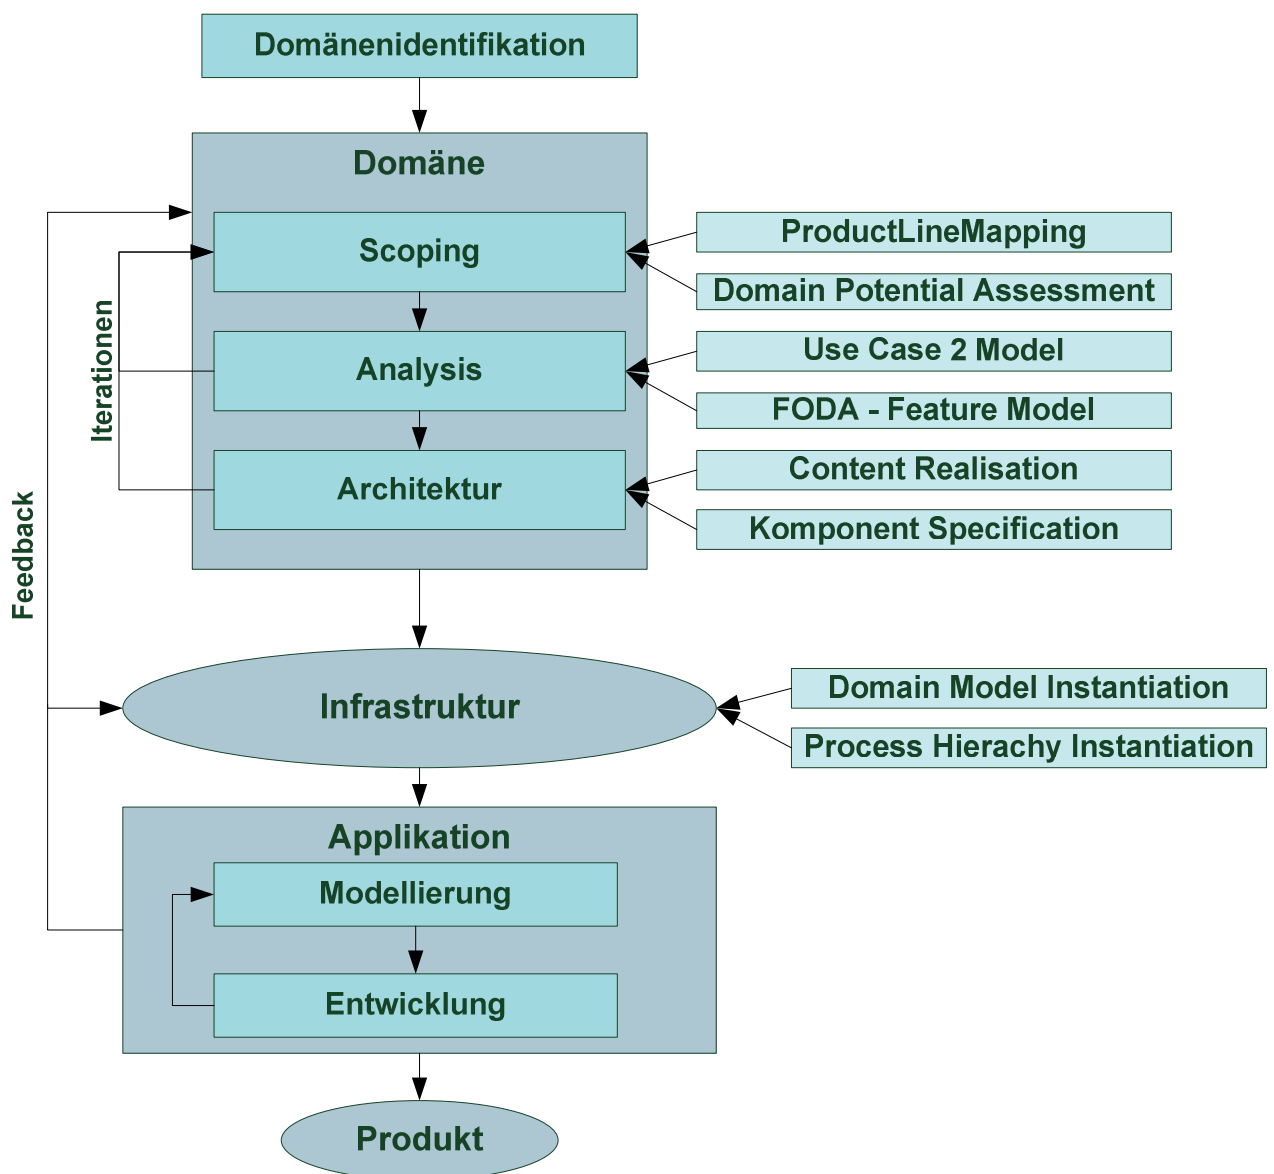 Domänenidentifikation
Domäne
Scoping
ProductLineMapping
Domain Potential Assessment
Iterationen
Analysis
Use Case 2 Model
FODA - Feature Model
Architektur
Content Realisation
Komponent Specification
Feedback
Infrastruktur
Domain Model Instantiation
Process Hierachy Instantiation
Applikation
Modellierung
Entwicklung
Produkt